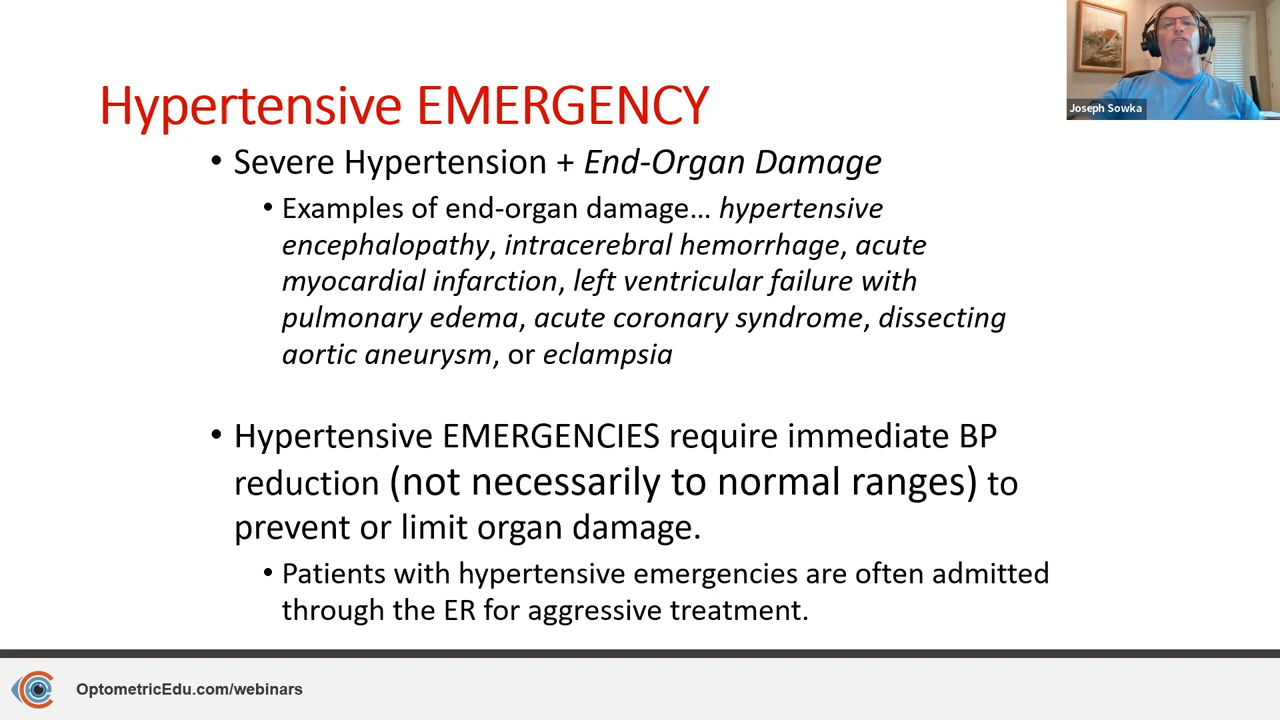 Joseph Sowka
Hypertensive EMERGENCY
• Severe Hypertension + End-Organ Damage
• Examples of end-organ damage… hypertensive
encephalopathy, intracerebral hemorrhage, acute
myocardial infarction, left ventricular failure with
pulmonary edema, acute coronary syndrome, dissecting
aortic aneurysm, or eclampsia
• Hypertensive EMERGENCIES require immediate BP
reduction (not necessarily to normal ranges) to
prevent or limit organ damage.
• Patients with hypertensive emergencies are often admitted
through the ER for aggressive treatment.
OptometricEdu.com/webinars